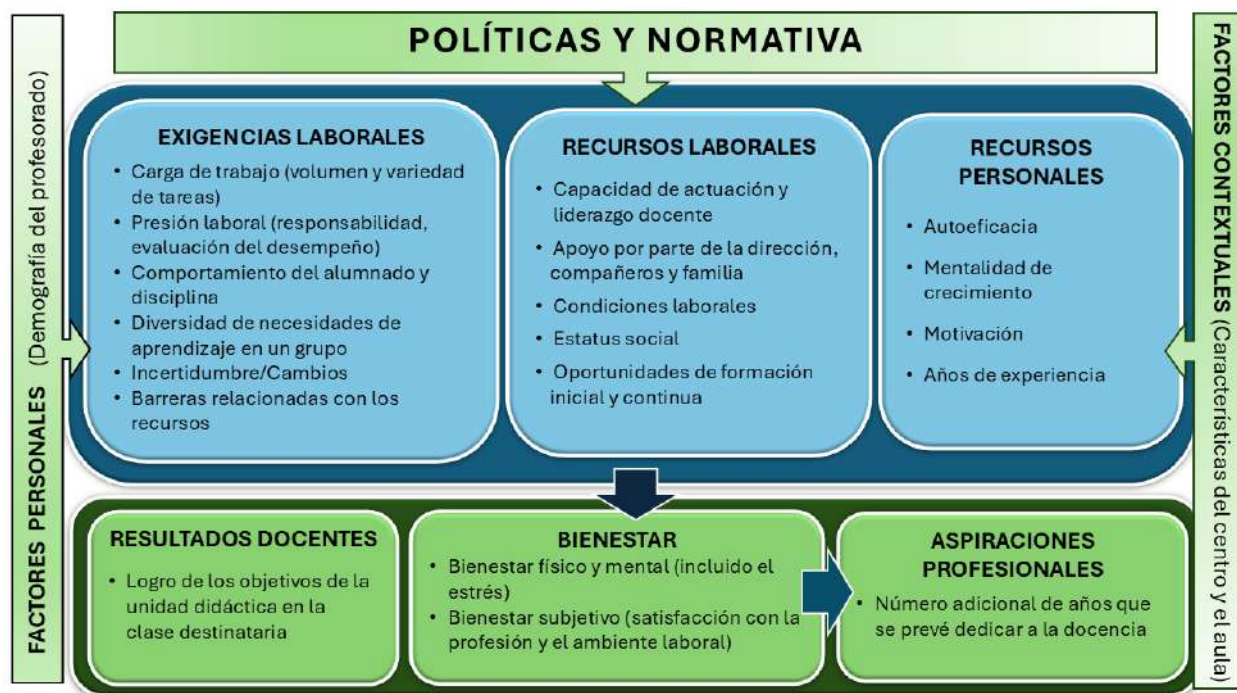 POLÍTICAS Y NORMATIVA
FACTORES PERSONALES (Demografía del profesorado)
EXIGENCIAS LABORALES
• Carga de trabajo (volumen y variedad
de tareas)
• Presión laboral (responsabilidad,
evaluación del desempeño)
• Comportamiento del alumnado y
disciplina
• Diversidad de necesidades de
aprendizaje en un grupo
• Incertidumbre/Cambios
• Barreras relacionadas con los
recursos
RECURSOS LABORALES
• Capacidad de actuación y
liderazgo docente
• Apoyo por parte de la dirección,
compañeros y familia
• Condiciones laborales
• Estatus social
• Oportunidades de formación
inicial y continua
RECURSOS
PERSONALES
• Autoeficacia
• Mentalidad de
crecimiento
• Motivación
• Años de experiencia
FACTORES CONTEXTUALES (Características del centro y el aula)
RESULTADOS DOCENTES
• Logro de los objetivos de la
unidad didáctica en la
clase destinataria
BIENESTAR
• Bienestar físico y mental (incluido el
estrés)
• Bienestar subjetivo (satisfacción con la
profesión y el ambiente laboral)
ASPIRACIONES
PROFESIONALES
• Número adicional de años que
se prevé dedicar a la docencia